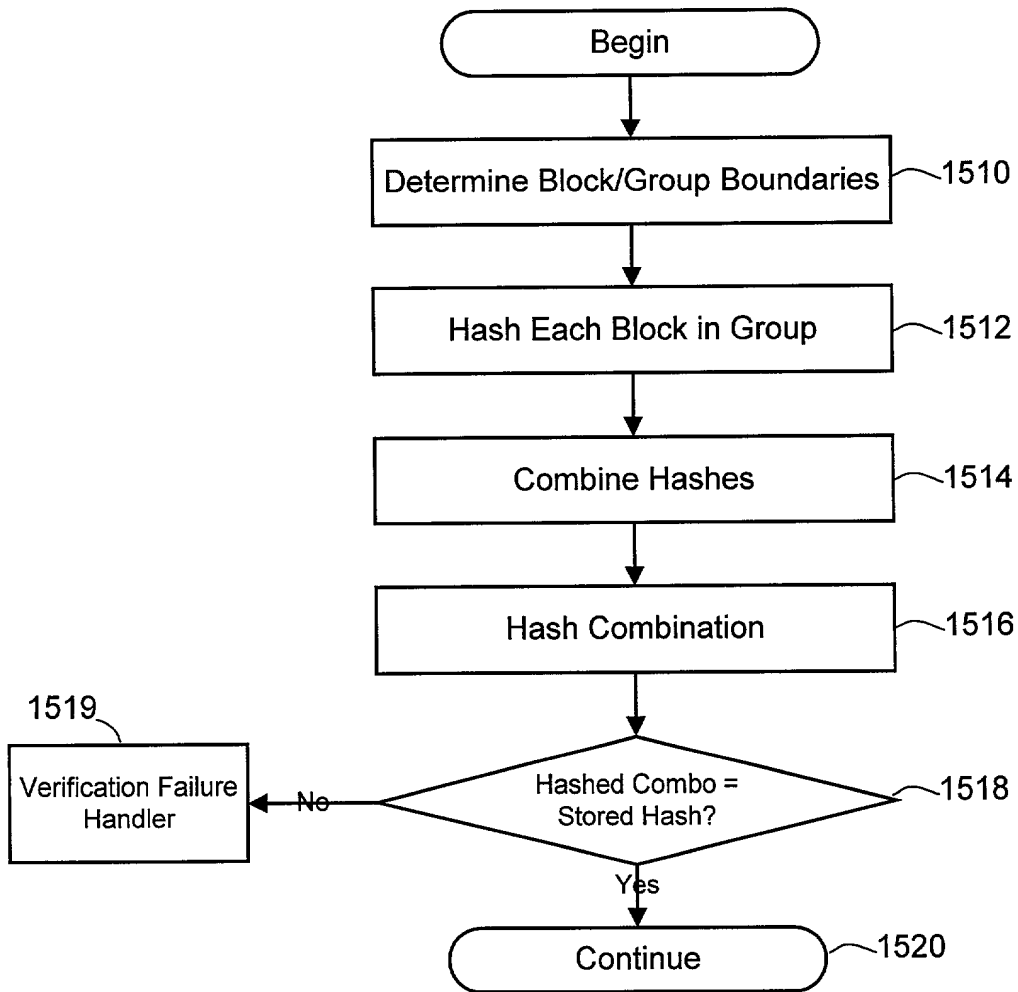 Begin
Determine Block/Group Boundaries
1510
Hash Each Block in Group
1512
Combine Hashes
1514
Hash Combination
1516
1519
Verification Failure
Handler
No
Hashed Combo =
Stored Hash?
1518
Yes
Continue
1520